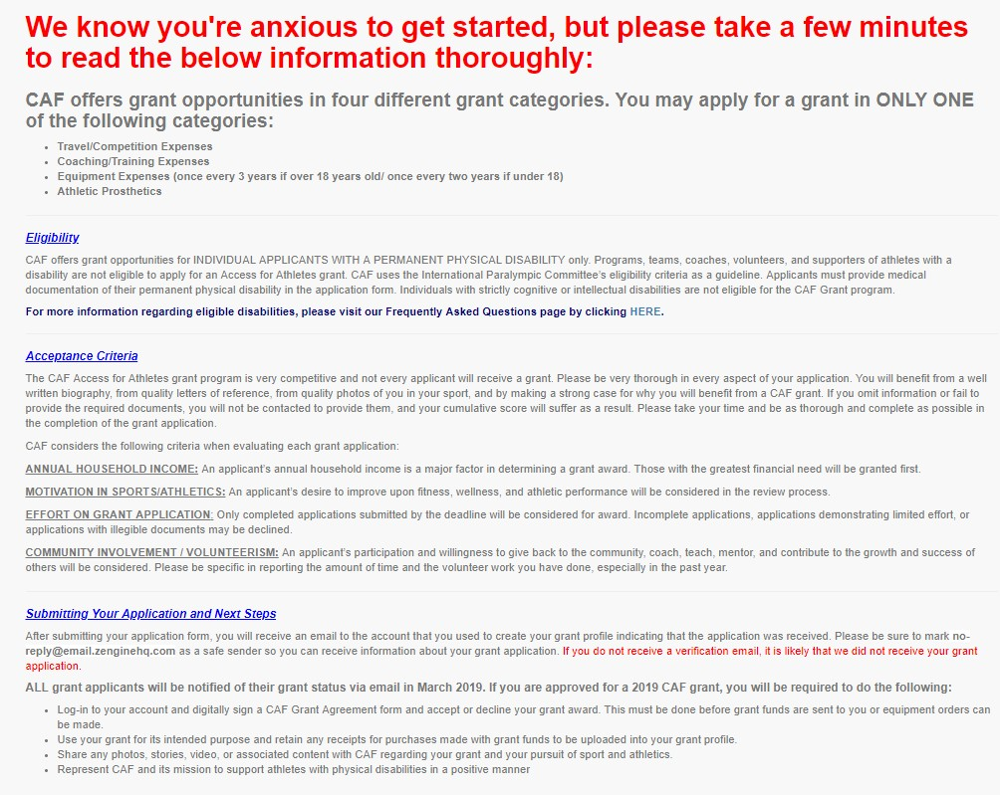 We know you're anxious to get started, but please take a few minutes
to read the below information thoroughly:
CAF offers grant opportunities in four different grant categories. You may apply for a grant in ONLY ONE
of the following categories:
• Travel/Competition Expenses
• Coaching/Training Expenses
• Equipment Expenses (once every 3 years if over 18 years old/ once every two years if under 18)
• Athletic Prosthetics
Eligibility
CAF offers grant opportunities for INDIVIDUAL APPLICANTS WITH A PERMANENT PHYSICAL DISABILITY only. Programs, teams, coaches, volunteers, and supporters of athletes with a
disability are not eligible to apply for an Access for Athletes grant. CAF uses the International Paralympic Committee's eligibility criteria as a guideline. Applicants must provide medical
documentation of their permanent physical disability in the application form. Individuals with strictly cognitive or intellectual disabilities are not eligible for the CAF Grant program.
For more information regarding eligible disabilities, please visit our Frequently Asked Questions page by clicking HERE.
Acceptance Criteria
The CAF Access for Athletes grant program is very competitive and not every applicant will receive a grant. Please be very thorough in every aspect of your application. You will benefit from a well
written biography, from quality letters of reference, from quality photos of you in your sport, and by making a strong case for why you will benefit from a CAF grant. If you omit information or fail to
provide the required documents, you will not be contacted to provide them, and your cumulative score will suffer as a result. Please take your time and be as thorough and complete as possible in
the completion of the grant application.
CAF considers the following criteria when evaluating each grant application:
ANNUAL HOUSEHOLD INCOME: An applicant's annual household income is a major factor in determining a grant award. Those with the greatest financial need will be granted first.
MOTIVATION IN SPORTS/ATHLETICS: An applicant's desire to improve upon fitness, wellness, and athletic performance will be considered in the review process.
EFFORT ON GRANT APPLICATION: Only completed applications submitted by the deadline will be considered for award. Incomplete applications, applications demonstrating limited effort, or
applications with illegible documents may be declined.
COMMUNITY INVOLVEMENT / VOLUNTEERISM: An applicant's participation and willingness to give back to the community, coach, teach, mentor, and contribute to the growth and success of
others will be considered. Please be specific in reporting the amount of time and the volunteer work you have done, especially in the past year.
Submitting Your Application and Next Steps
After submitting your application form, you will receive an email to the account that you used to create your grant profile indicating that the application was received. Please be sure to mark no-
reply@email.zenginehq.com as a safe sender so you can receive information about your grant application. If you do not receive a verification email, it is likely that we did not receive your grant
application.
ALL grant applicants will be notified of their grant status via email in March 2019. If you are approved for a 2019 CAF grant, you will be required to do the following:
• Log-in to your account and digitally sign a CAF Grant Agreement form and accept or decline your grant award. This must be done before grant funds are sent to you or equipment orders can
be made.
• Use your grant for its intended purpose and retain any receipts for purchases made with grant funds to be uploaded into your grant profile.
• Share any photos, stories, video, or associated content with CAF regarding your grant and your pursuit of sport and athletics.
• Represent CAF and its mission to support athletes with physical disabilities in a positive manner